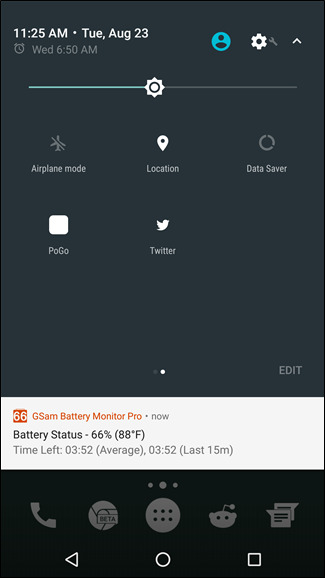 11:25 AM • Tue, Aug 23
Wed 6:50 AM
Airplane mode
Location
Data Saver
PoGo
Twitter
EDIT
66 GSam Battery Monitor Pro • now
Battery Status - 66% (88°F)
Time Left: 03:52 (Average), 03:52 (Last 15m)
BETA